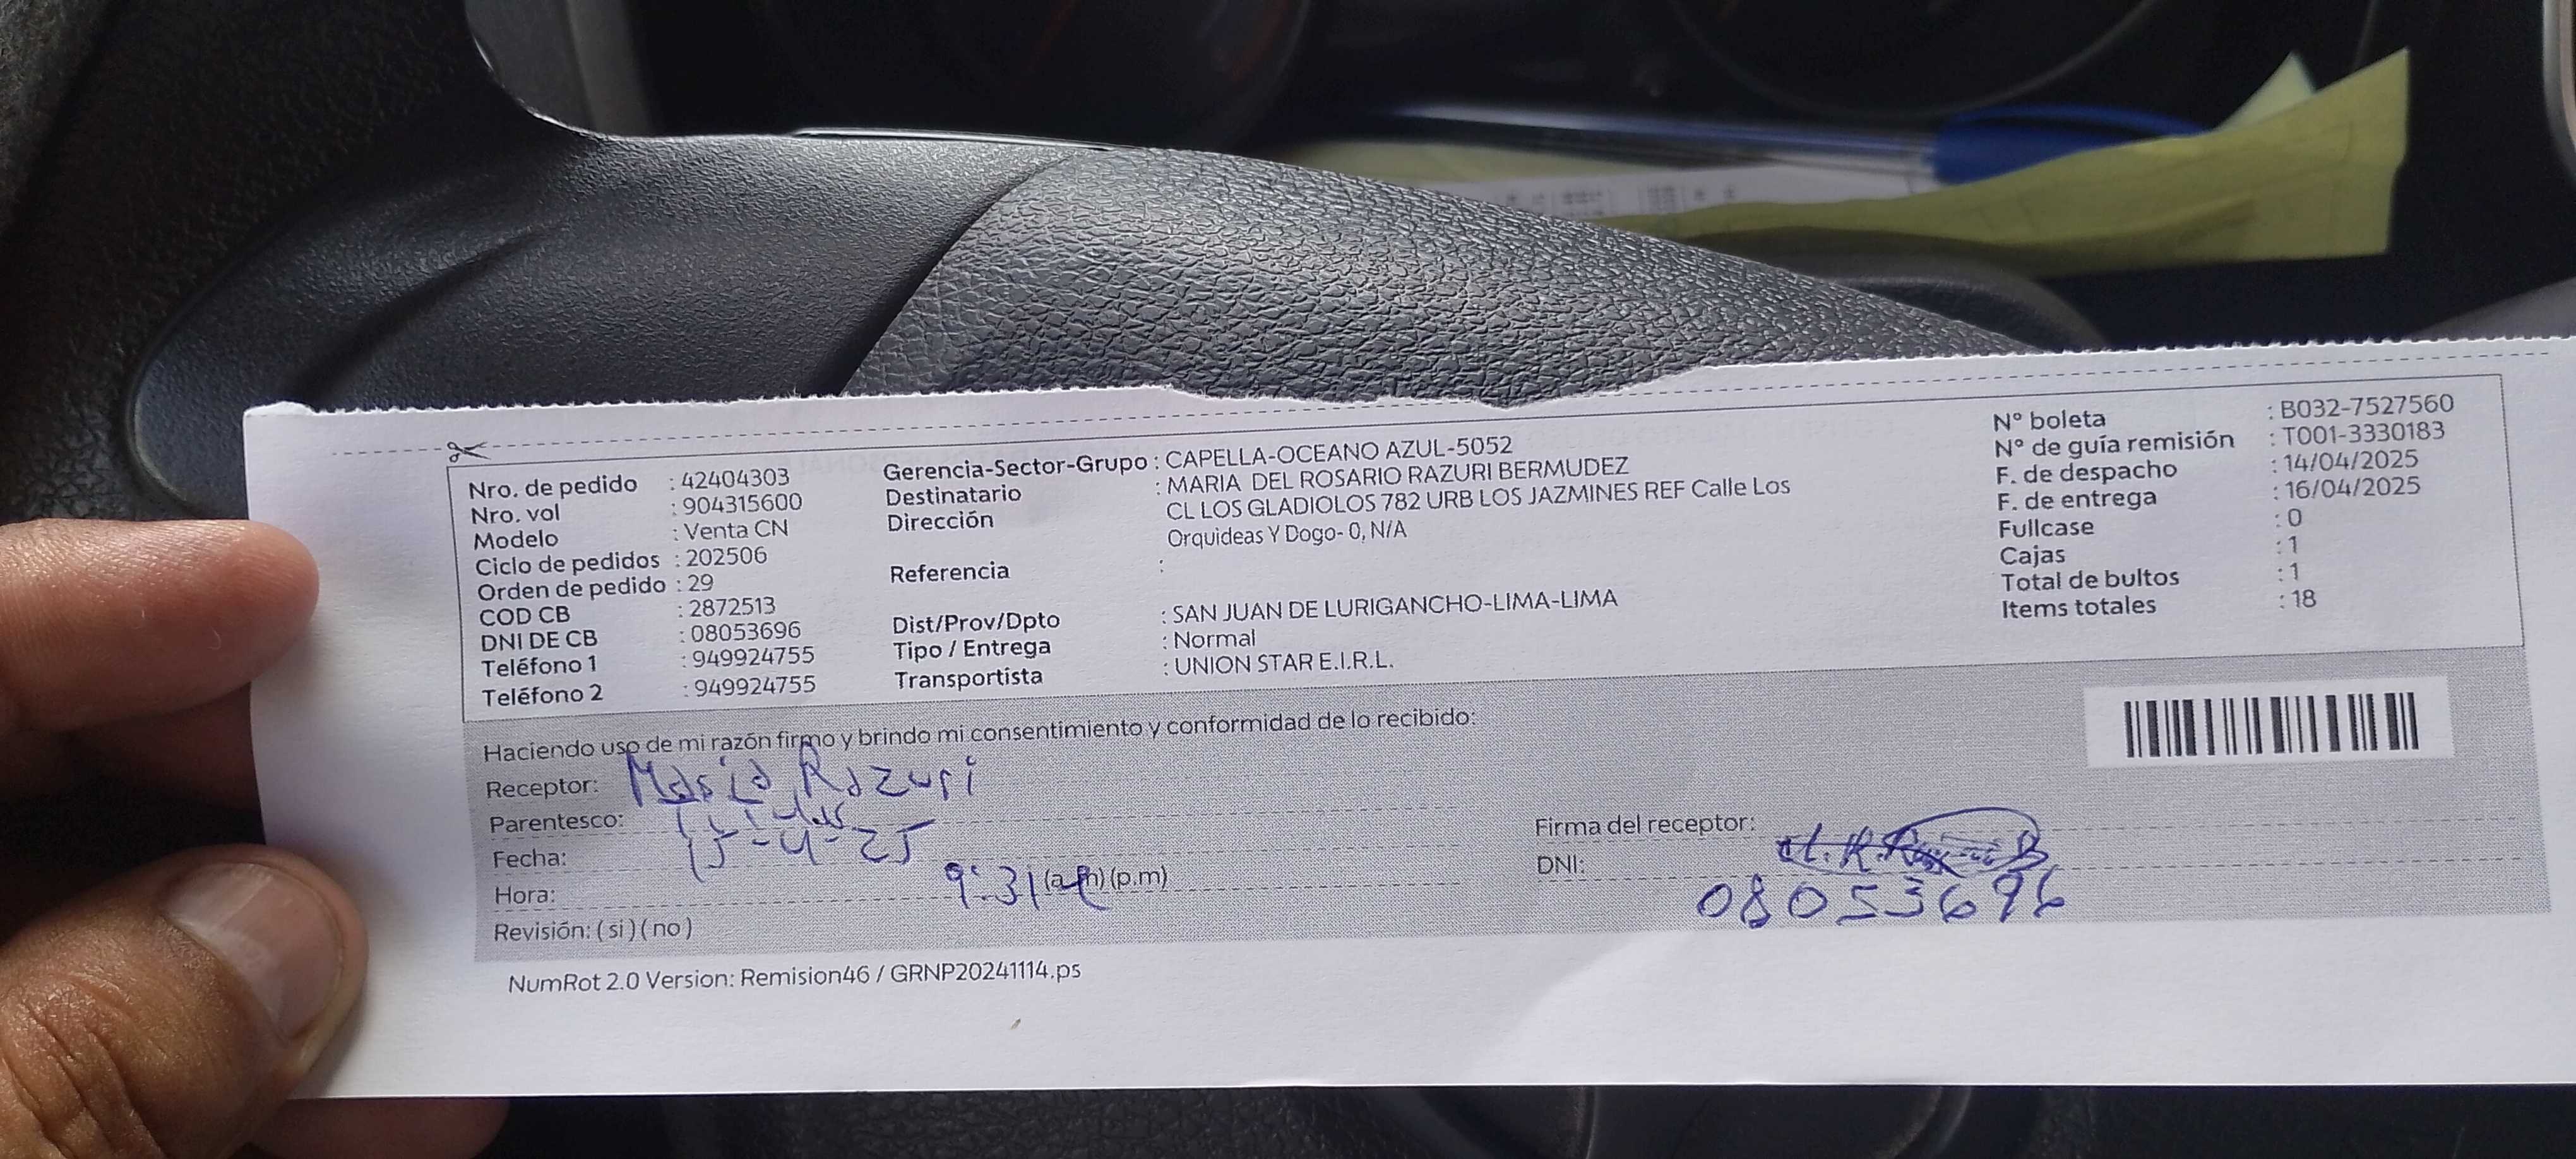 Nro. de pedido : 42404303
Nro. vol : 904315600
Modelo : Venta CN
Ciclo de pedidos : 202506
Orden de pedido : 29
COD CB : 2872513
DNI DE CB : 08053696
Teléfono 1 : 949924755
Teléfono 2 : 949924755
Gerencia-Sector-Grupo : CAPELLA-OCEANO AZUL-5052
Destinatario : MARIA DEL ROSARIO RAZURI BERMUDEZ
Dirección CL LOS GLADIOLOS 782 URB LOS JAZMINES REF Calle Los
Orquideas Y Dogo- 0, N/A
Referencia :
Dist/Prov/Dpto : SAN JUAN DE LURIGANCHO-LIMA-LIMA
Tipo / Entrega : Normal
Transportista : UNION STAR E.I.R.L.
N° boleta : B032-7527560
N° de guía remisión : T001-3330183
F. de despacho : 14/04/2025
F. de entrega : 16/04/2025
Fullcase : 0
Cajas : 1
Total de bultos : 1
Items totales : 18
Haciendo uso de mi razón firmo y brindo mi consentimiento y conformidad de lo recibido:
Receptor: Maria Razuri
Parentesco: titular
Fecha: 15-4-25
Hora: 9:31 (a.m) (p.m)
Revisión: ( si ) ( no )
Firma del receptor:
DNI: 08053696
NumRot 2.0 Version: Remision46 / GRNP20241114.ps